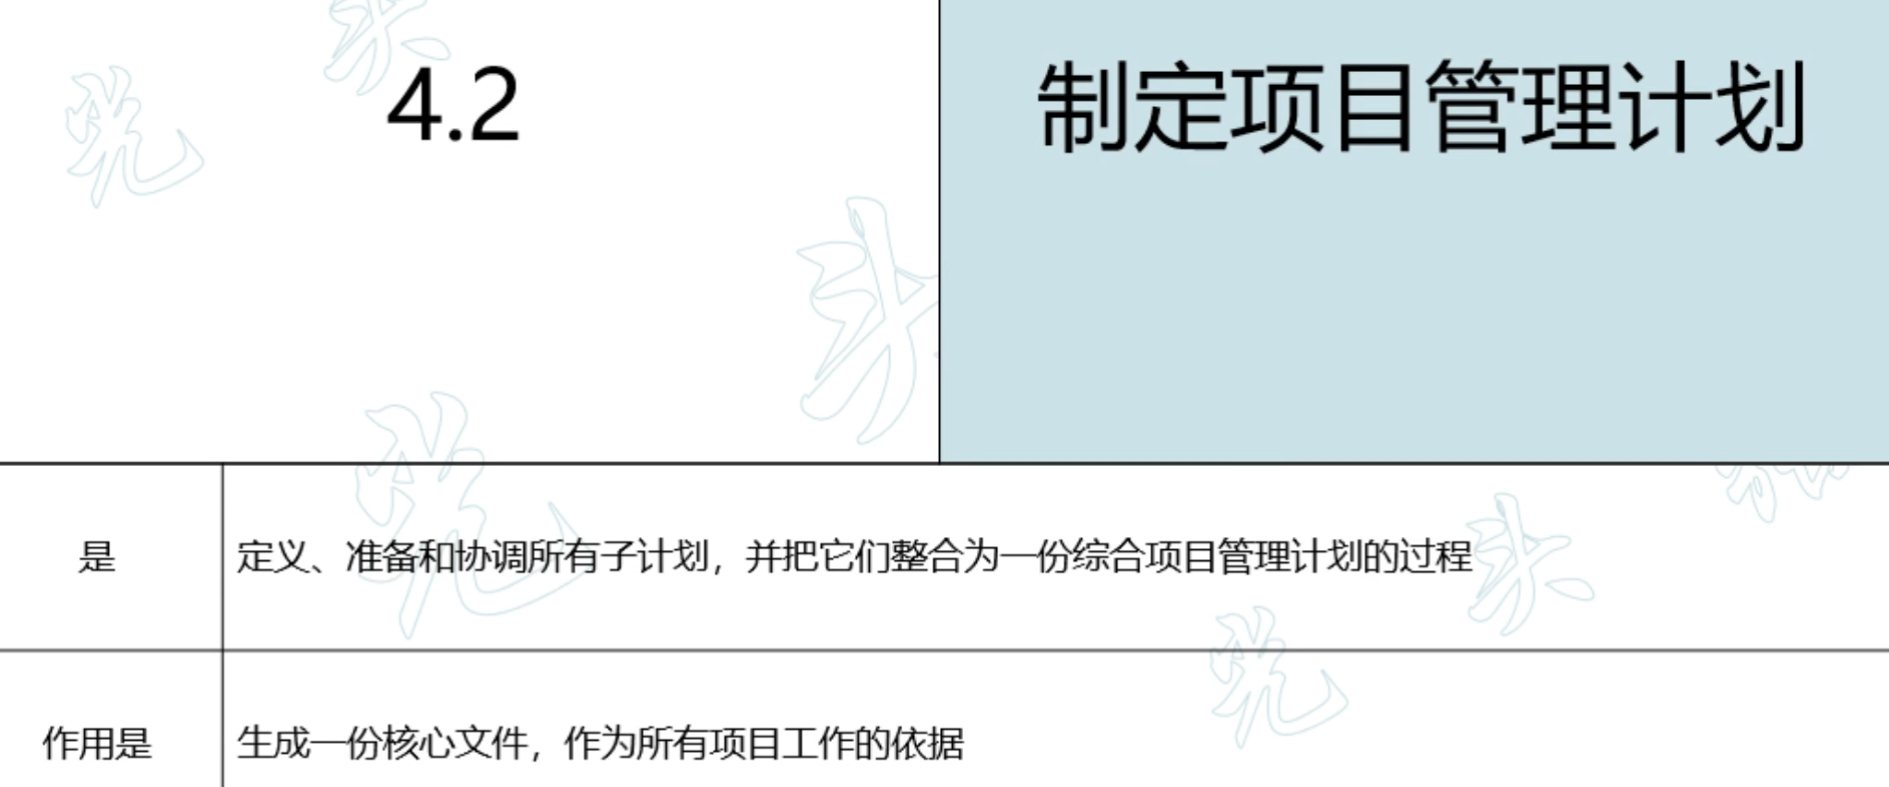 4.2
制定项目管理计划
是
定义、准备和协调所有子计划，并把它们整合为一份综合项目管理计划的过程
作用是
生成一份核心文件，作为所有项目工作的依据